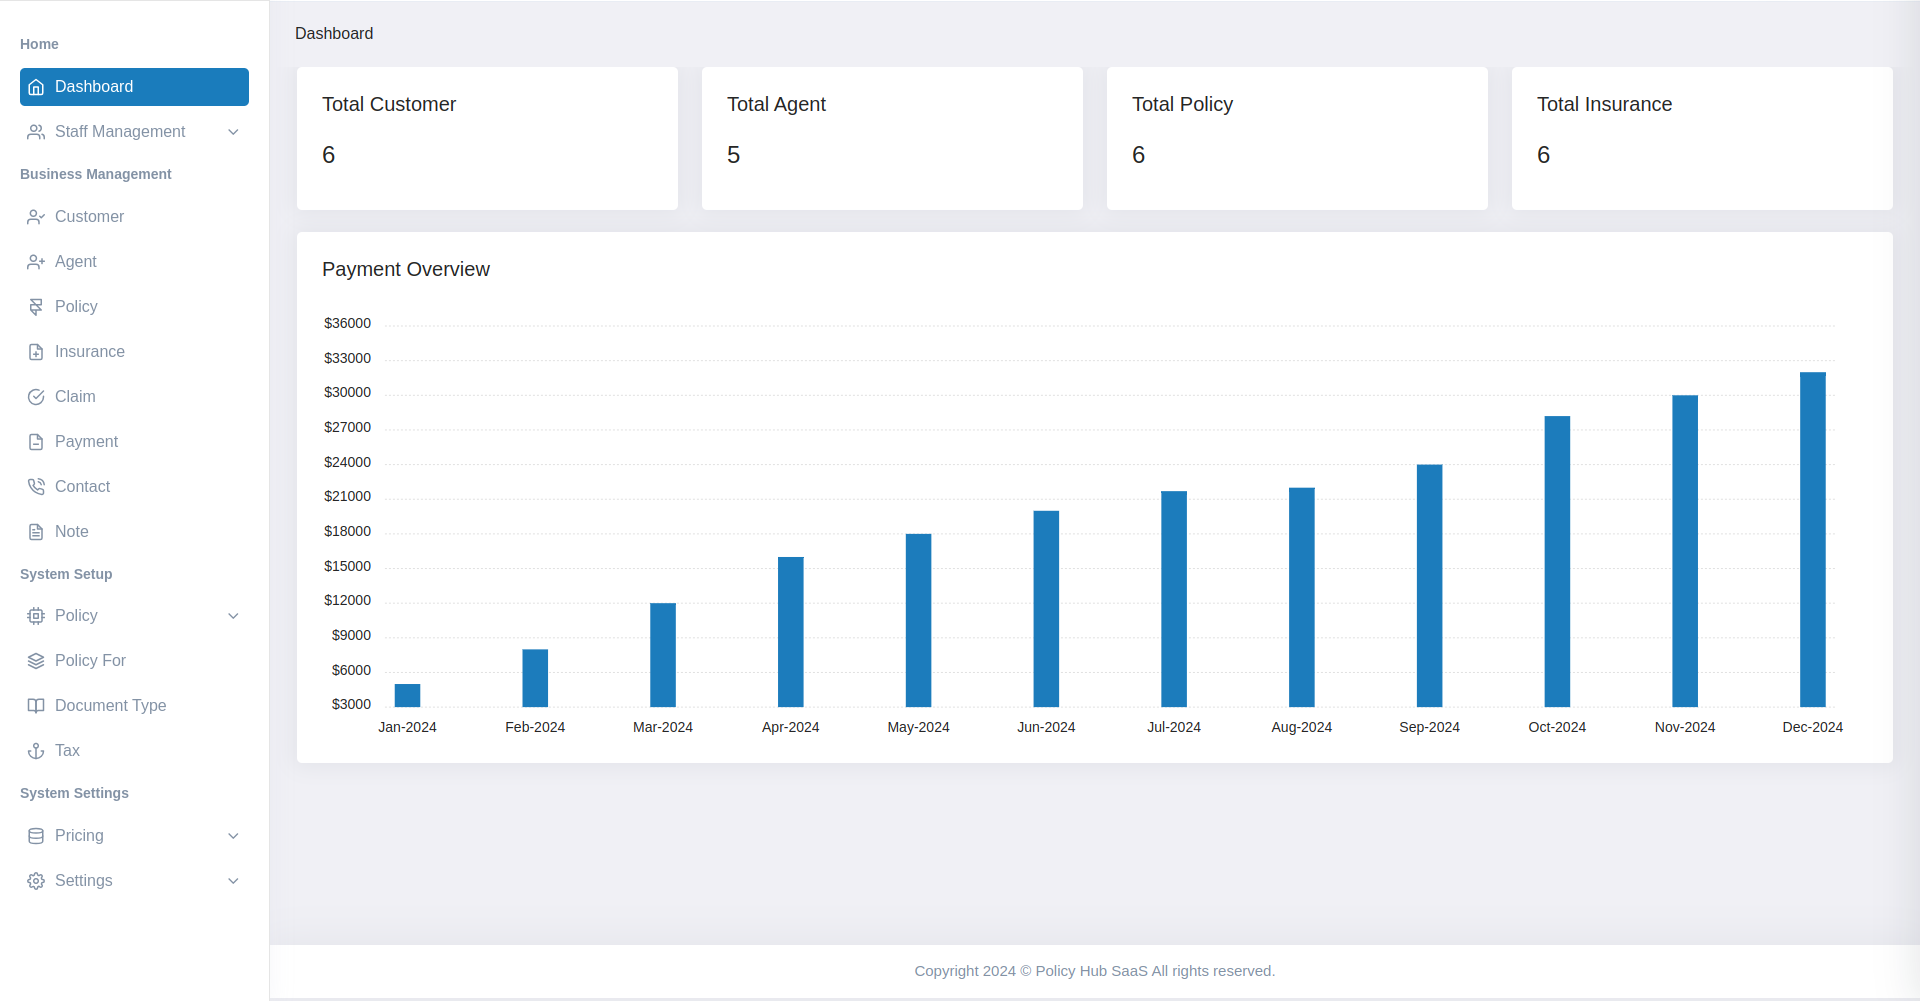 Home
Dashboard
Staff Management
Business Management
Customer
Agent
Policy
Insurance
Claim
Payment
Contact
Note
System Setup
Policy
Policy For
Document Type
Tax
System Settings
Pricing
Settings
Dashboard
Total Customer
6
Total Agent
5
Total Policy
6
Total Insurance
6
Payment Overview
$36000
$33000
$30000
$27000
$24000
$21000
$18000
$15000
$12000
$9000
$6000
$3000
Jan-2024 Feb-2024 Mar-2024 Apr-2024 May-2024 Jun-2024 Jul-2024 Aug-2024 Sep-2024 Oct-2024 Nov-2024 Dec-2024
Copyright 2024 © Policy Hub SaaS All rights reserved.